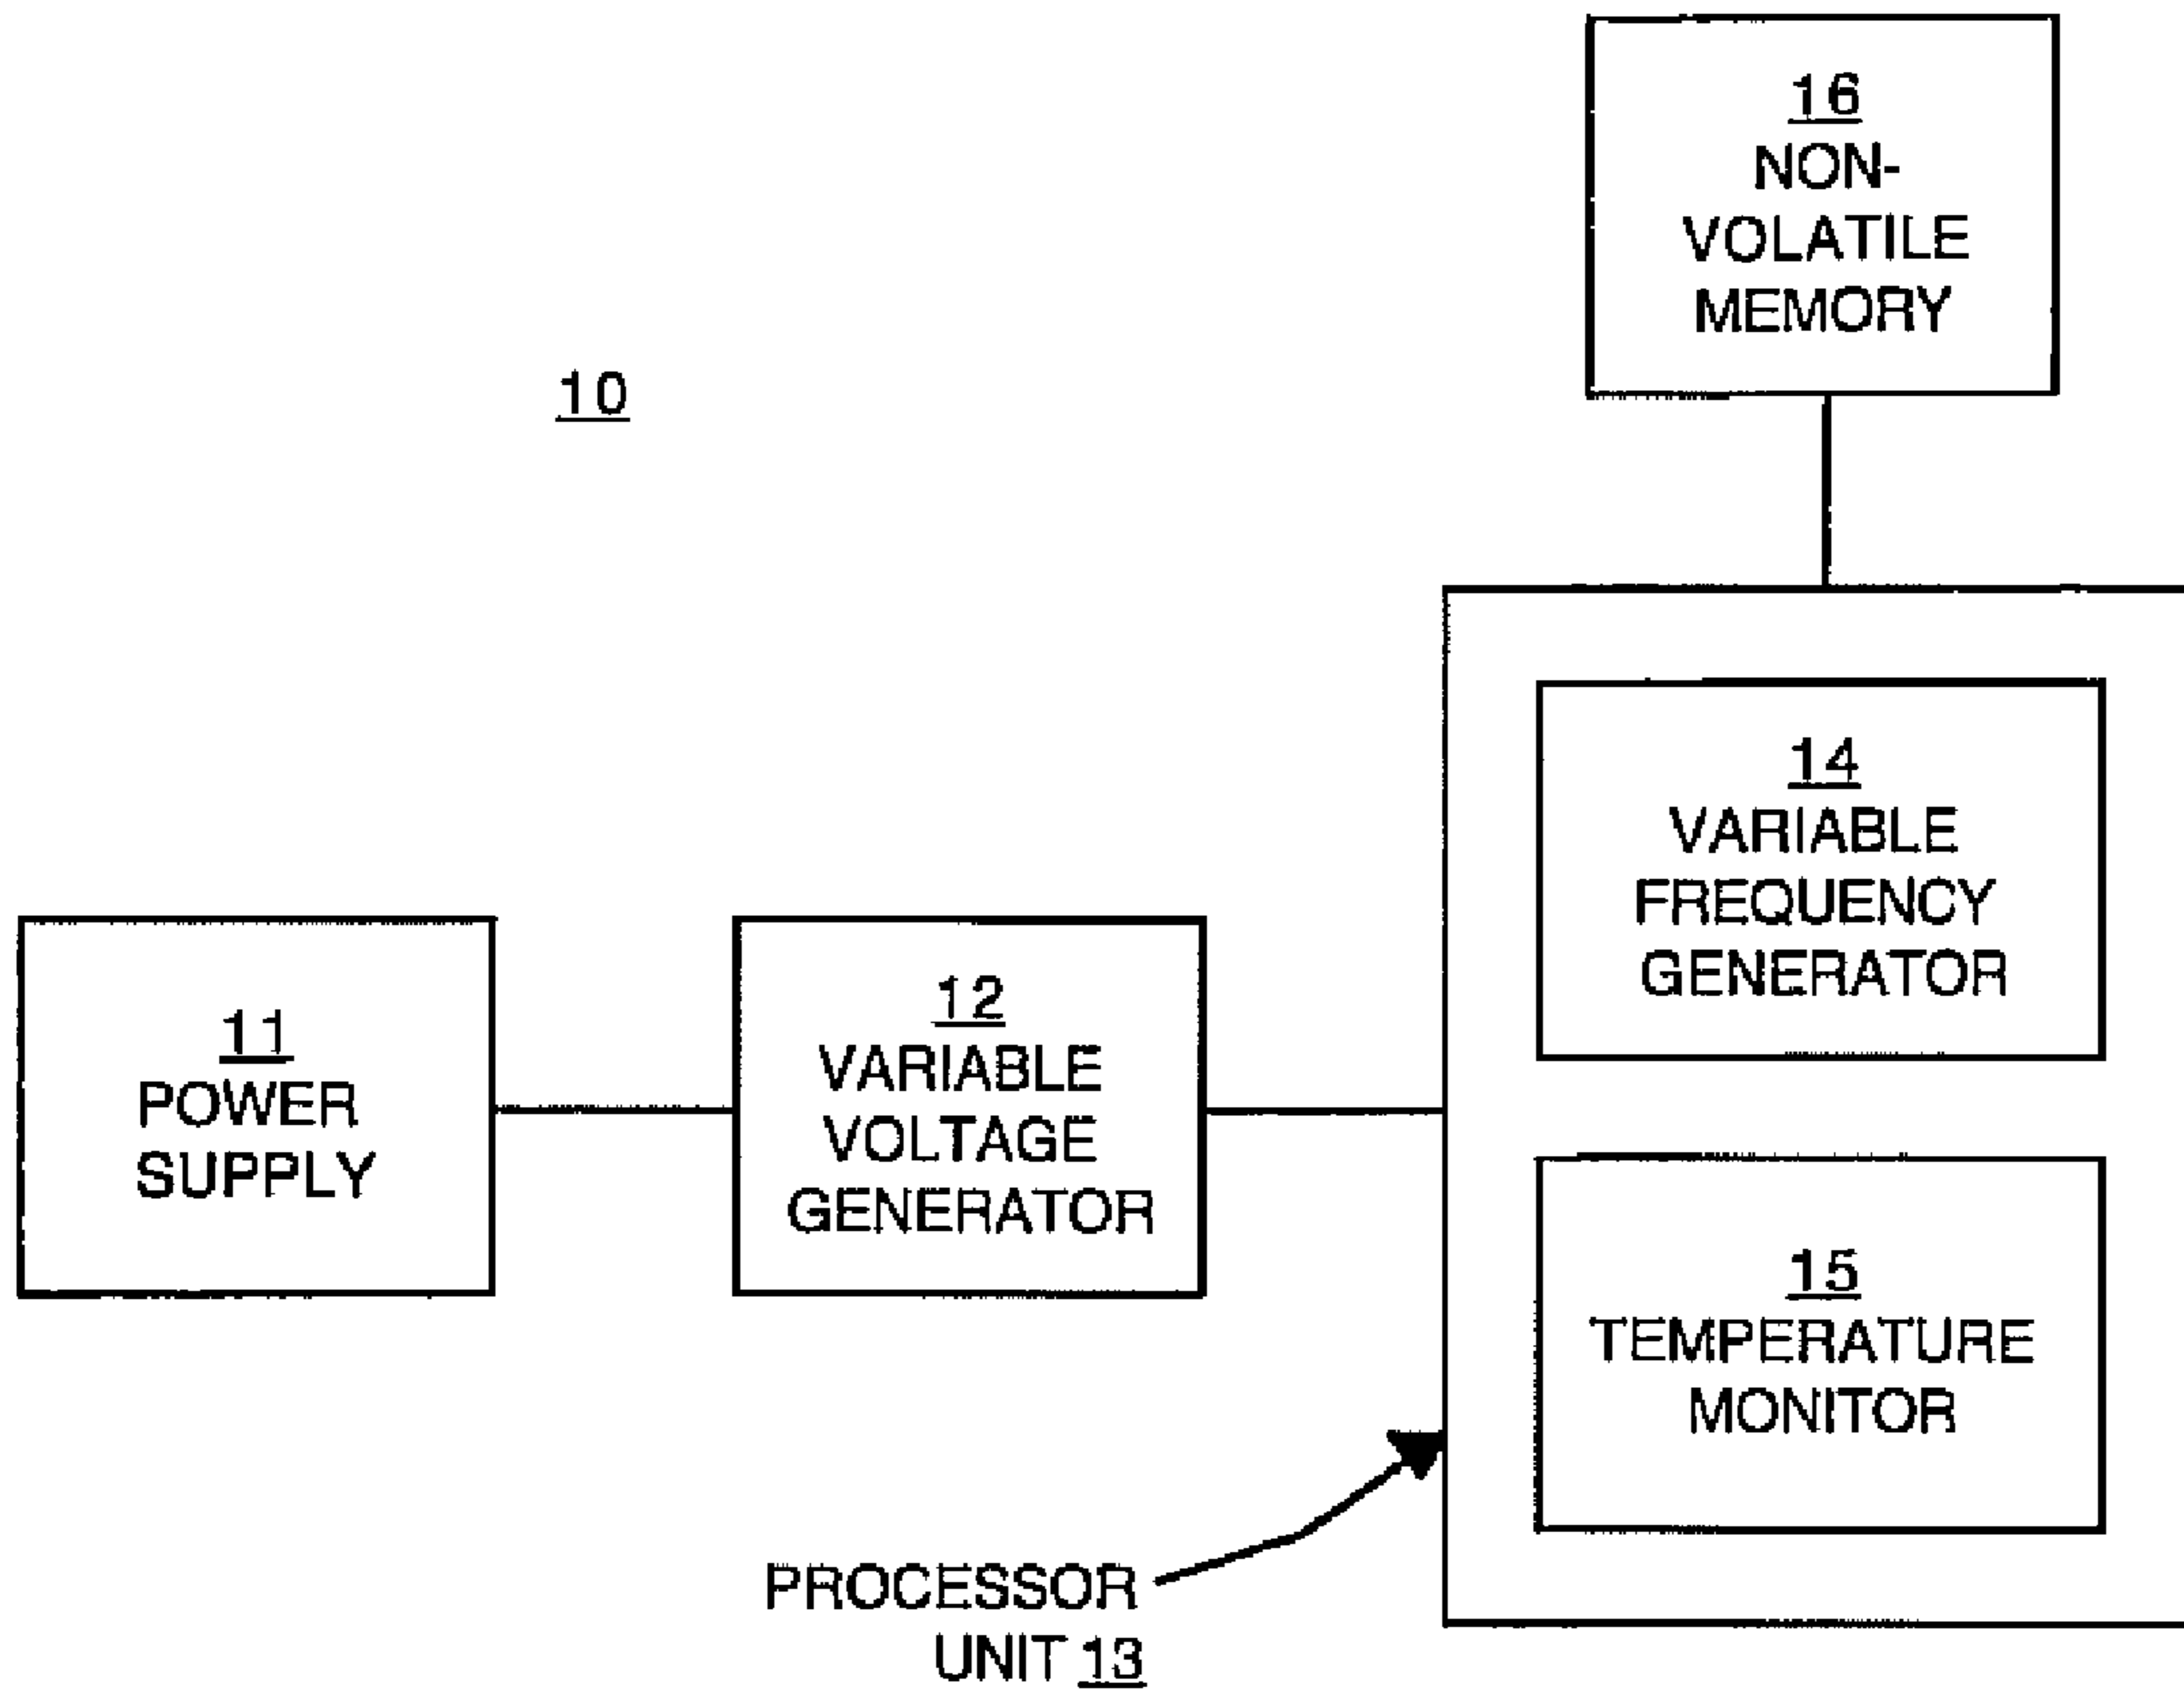 16
NON-
VOLATILE
MEMORY
10
14
VARIABLE
FREQUENCY
GENERATOR
11
POWER
SUPPLY
12
VARIABLE
VOLTAGE
GENERATOR
15
TEMPERATURE
MONITOR
PROCESSOR
UNIT 13